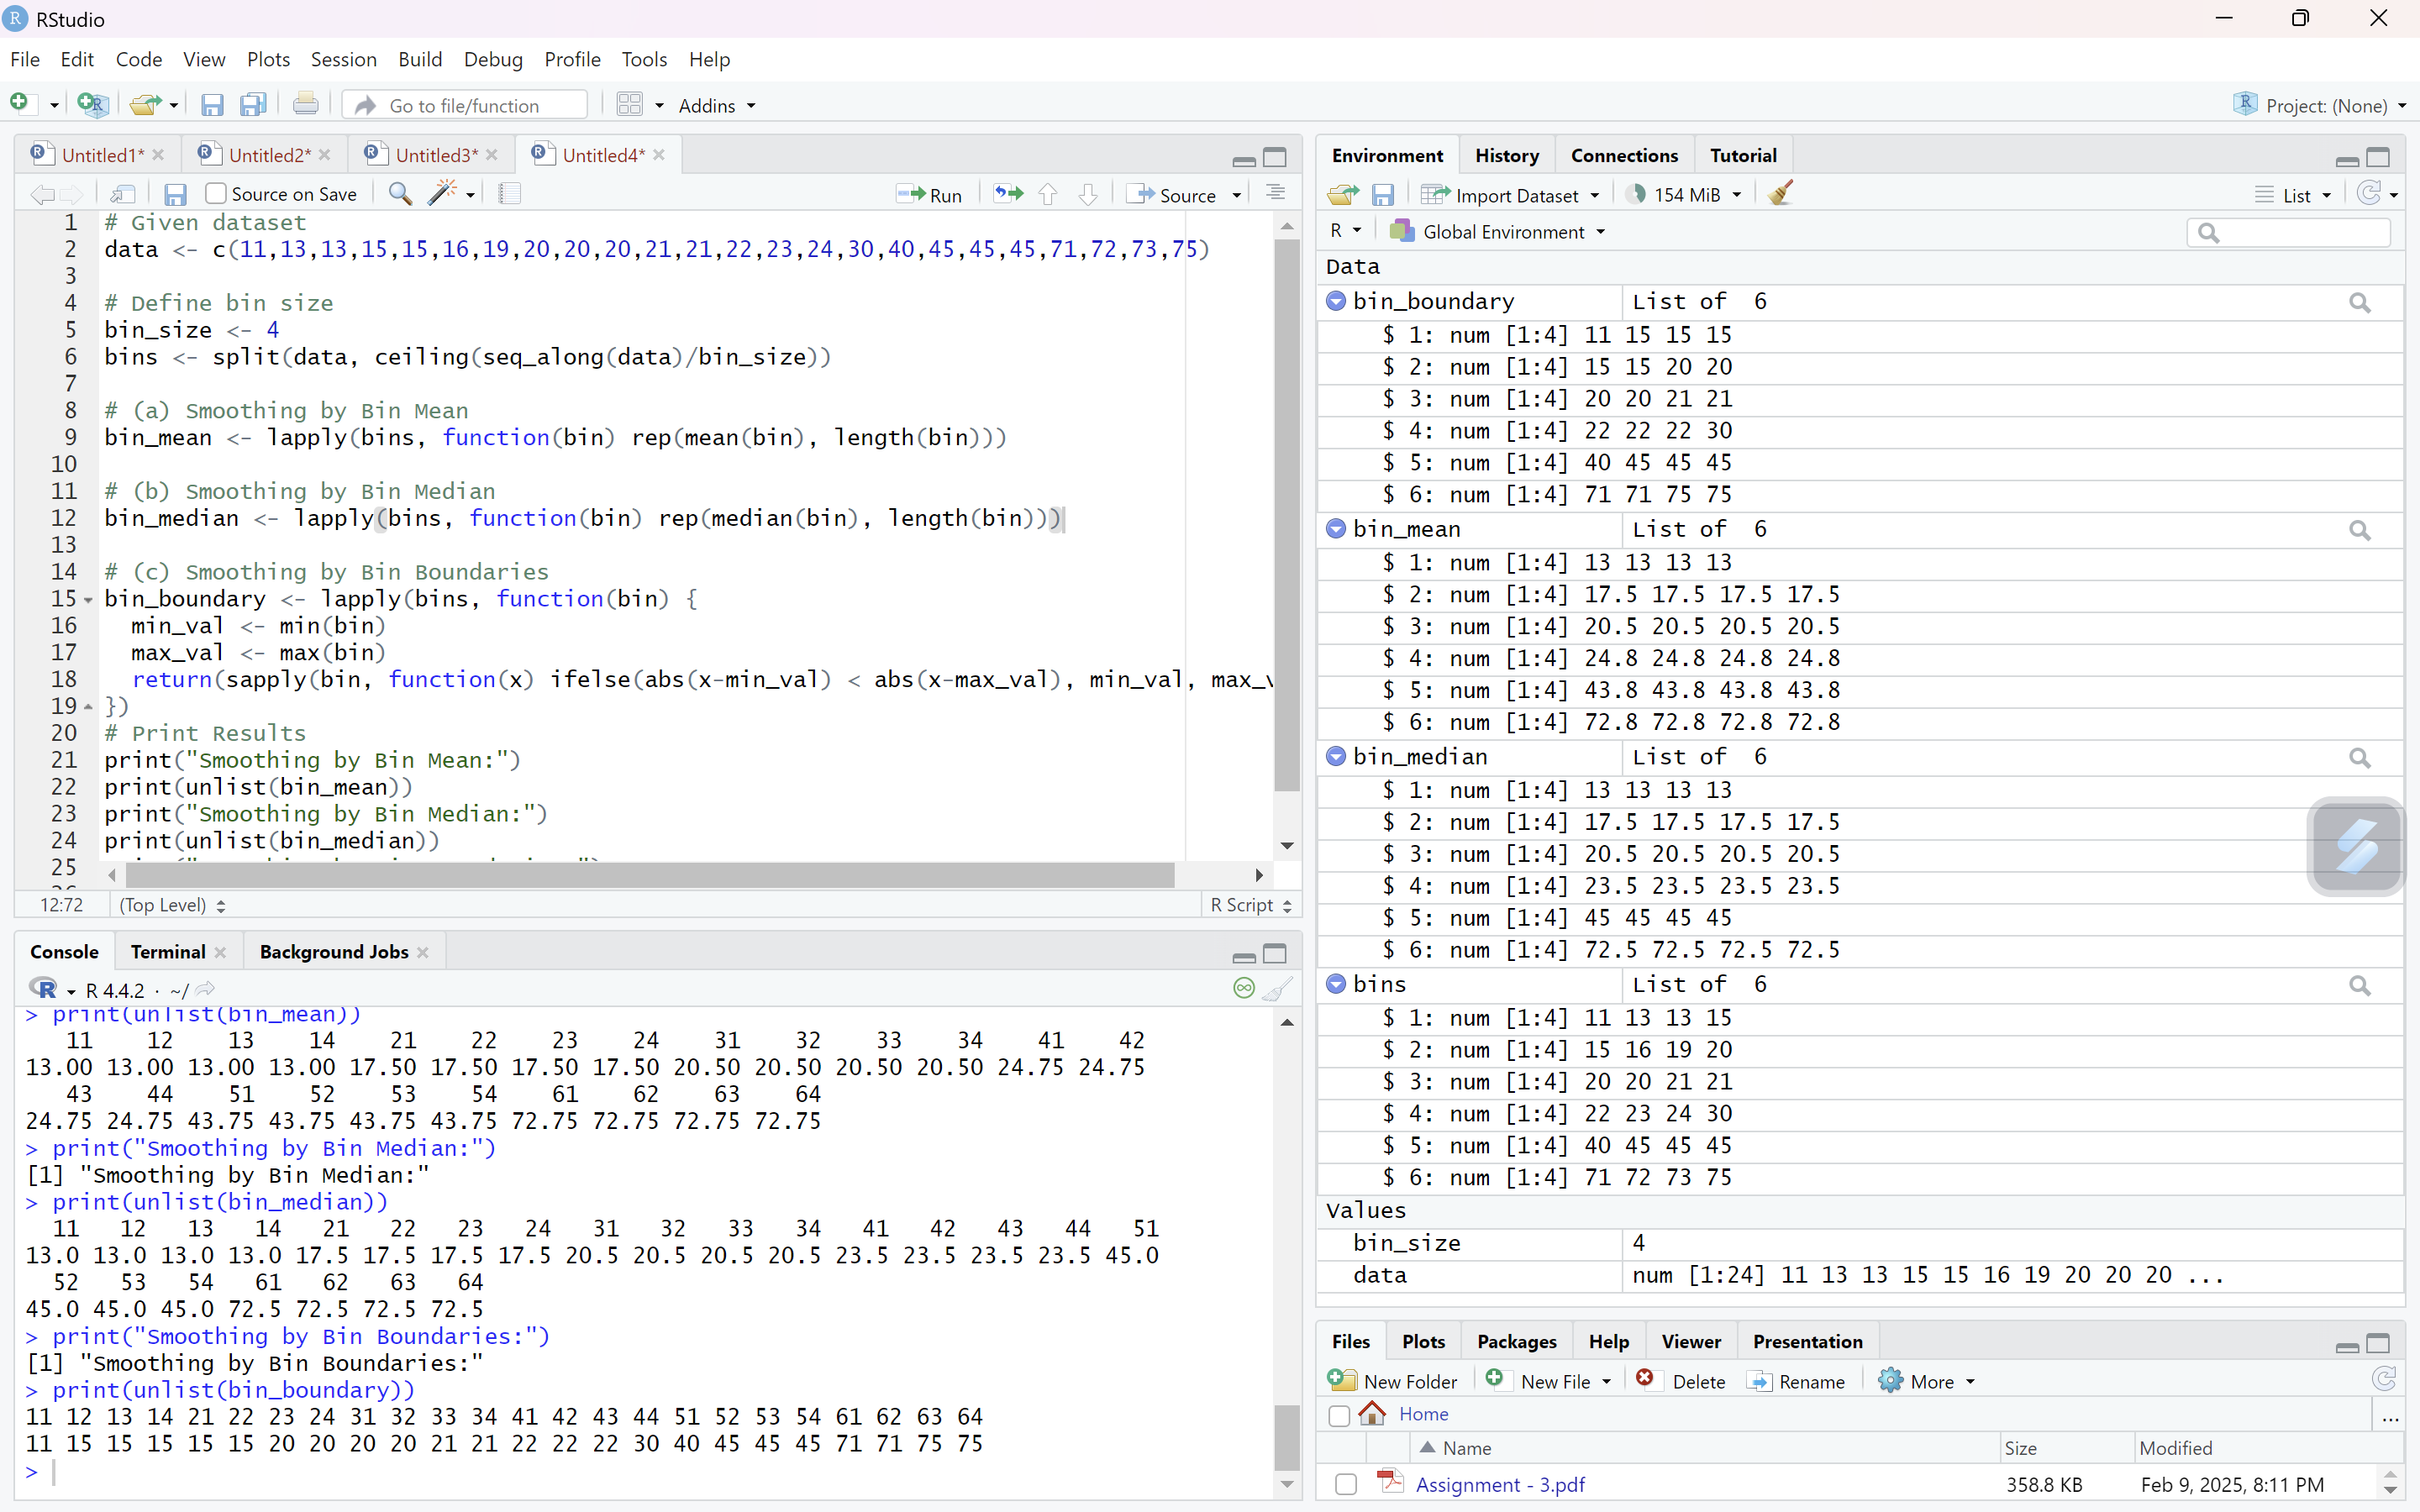 RStudio
File Edit Code View Plots Session Build Debug Profile Tools Help
Go to file/function Addins Project: (None)
Untitled1* Untitled2* Untitled3* Untitled4*
Source on Save Run Source
1 # Given dataset
2 data <- c(11,13,13,15,15,16,19,20,20,20,21,21,22,23,24,30,40,45,45,45,71,72,73,75)
3
4 # Define bin size
5 bin_size <- 4
6 bins <- split(data, ceiling(seq_along(data)/bin_size))
7
8 # (a) Smoothing by Bin Mean
9 bin_mean <- lapply(bins, function(bin) rep(mean(bin), length(bin)))
10
11 # (b) Smoothing by Bin Median
12 bin_median <- lapply(bins, function(bin) rep(median(bin), length(bin)))
13
14 # (c) Smoothing by Bin Boundaries
15 bin_boundary <- lapply(bins, function(bin) {
16 min_val <- min(bin)
17 max_val <- max(bin)
18 return(sapply(bin, function(x) ifelse(abs(x-min_val) < abs(x-max_val), min_val, max_
19 })
20 # Print Results
21 print("Smoothing by Bin Mean:")
22 print(unlist(bin_mean))
23 print("Smoothing by Bin Median:")
24 print(unlist(bin_median))
25
12:72 (Top Level) R Script
Console Terminal Background Jobs
R 4.4.2 · ~/
> print(unlist(bin_mean))
11 12 13 14 21 22 23 24 31 32 33 34 41 42
13.00 13.00 13.00 13.00 17.50 17.50 17.50 17.50 20.50 20.50 20.50 20.50 24.75 24.75
43 44 51 52 53 54 61 62 63 64
24.75 24.75 43.75 43.75 43.75 43.75 72.75 72.75 72.75 72.75
> print("Smoothing by Bin Median:")
[1] "Smoothing by Bin Median:"
> print(unlist(bin_median))
11 12 13 14 21 22 23 24 31 32 33 34 41 42 43 44 51
13.0 13.0 13.0 13.0 17.5 17.5 17.5 17.5 20.5 20.5 20.5 20.5 23.5 23.5 23.5 23.5 45.0
52 53 54 61 62 63 64
45.0 45.0 45.0 72.5 72.5 72.5 72.5
> print("Smoothing by Bin Boundaries:")
[1] "Smoothing by Bin Boundaries:"
> print(unlist(bin_boundary))
11 12 13 14 21 22 23 24 31 32 33 34 41 42 43 44 51 52 53 54 61 62 63 64
11 15 15 15 15 15 20 20 20 20 21 21 22 22 22 30 40 45 45 45 71 71 75 75
>
Environment History Connections Tutorial
Import Dataset 154 MiB List
R Global Environment
Data
bin_boundary List of 6
$ 1: num [1:4] 11 15 15 15
$ 2: num [1:4] 15 15 20 20
$ 3: num [1:4] 20 20 21 21
$ 4: num [1:4] 22 22 22 30
$ 5: num [1:4] 40 45 45 45
$ 6: num [1:4] 71 71 75 75
bin_mean List of 6
$ 1: num [1:4] 13 13 13 13
$ 2: num [1:4] 17.5 17.5 17.5 17.5
$ 3: num [1:4] 20.5 20.5 20.5 20.5
$ 4: num [1:4] 24.8 24.8 24.8 24.8
$ 5: num [1:4] 43.8 43.8 43.8 43.8
$ 6: num [1:4] 72.8 72.8 72.8 72.8
bin_median List of 6
$ 1: num [1:4] 13 13 13 13
$ 2: num [1:4] 17.5 17.5 17.5 17.5
$ 3: num [1:4] 20.5 20.5 20.5 20.5
$ 4: num [1:4] 23.5 23.5 23.5 23.5
$ 5: num [1:4] 45 45 45 45
$ 6: num [1:4] 72.5 72.5 72.5 72.5
bins List of 6
$ 1: num [1:4] 11 13 13 15
$ 2: num [1:4] 15 16 19 20
$ 3: num [1:4] 20 20 21 21
$ 4: num [1:4] 22 23 24 30
$ 5: num [1:4] 40 45 45 45
$ 6: num [1:4] 71 72 73 75
Values
bin_size 4
data num [1:24] 11 13 13 15 15 16 19 20 20 20 ...
Files Plots Packages Help Viewer Presentation
New Folder New File Delete Rename More
Home ...
Name Size Modified
Assignment - 3.pdf 358.8 KB Feb 9, 2025, 8:11 PM